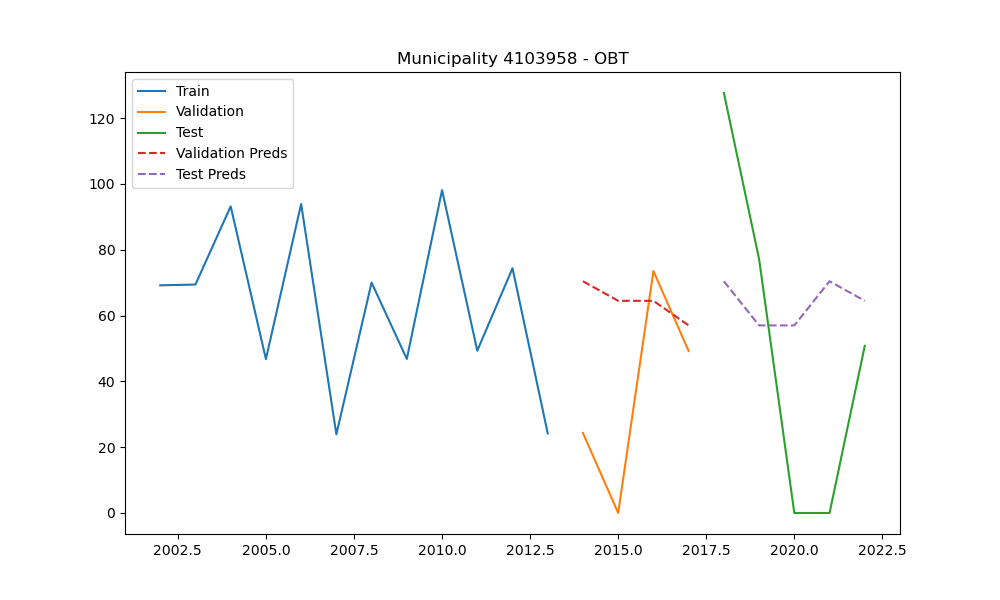 Municipality 4103958 - OBT
Train
Validation
Test
Validation Preds
Test Preds
120
100
80
60
40
20
0
2002.5 2005.0 2007.5 2010.0 2012.5 2015.0 2017.5 2020.0 2022.5